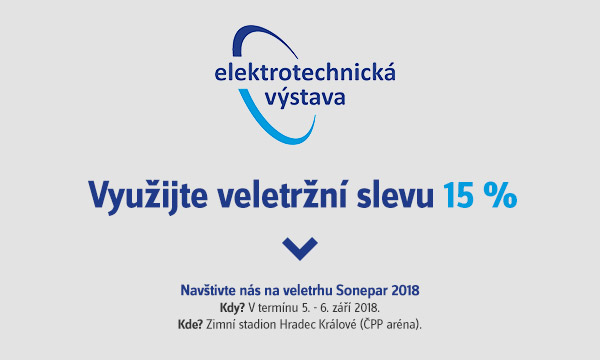 elektrotechnická
výstava
Využijte veletržní slevu 15 %
Navštivte nás na veletrhu Sonepar 2018
Kdy? V termínu 5. - 6. září 2018.
Kde? Zimní stadion Hradec Králové (ČPP aréna).